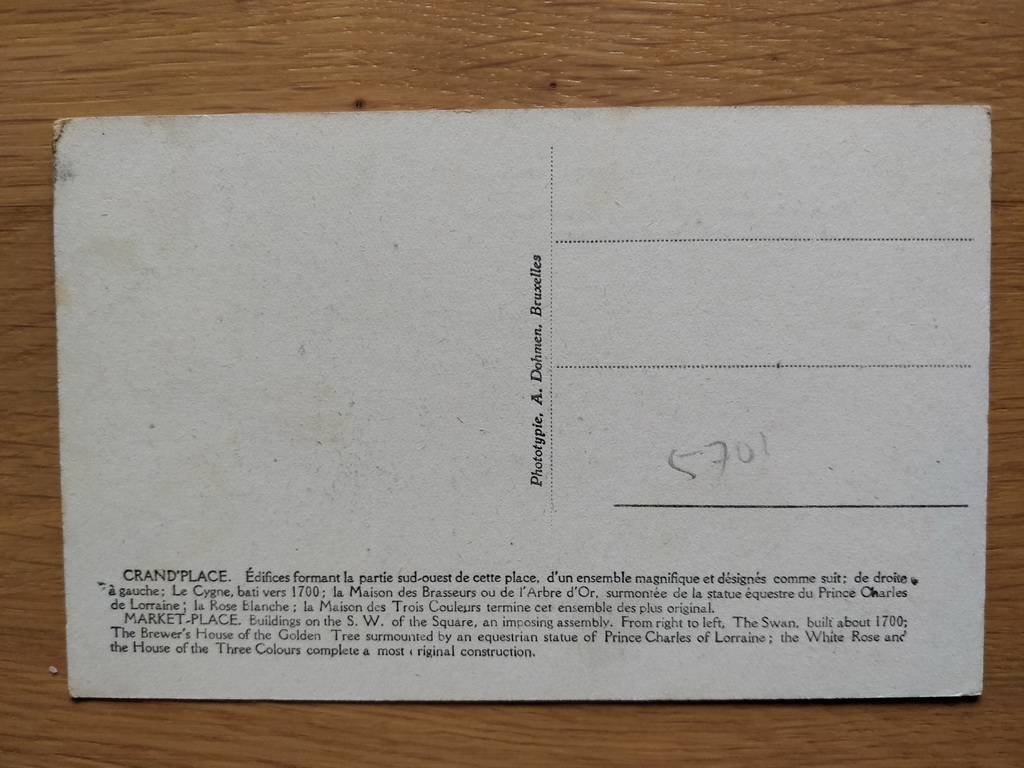 Phototypie, A. Dohmen, Bruxelles
5701
CRAND'PLACE. Édifices formant la partie sud-ouest de cette place, d'un ensemble magnifique et désignés comme suit: de droite
à gauche; Le Cygne, bati vers 1700; la Maison des Brasseurs ou de l'Arbre d'Or, surmontée de la statue équestre du Prince Charles
de Lorraine; la Rose Blanche; la Maison des Trois Couleurs termine cet ensemble des plus original.
MARKET-PLACE. Buildings on the S. W. of the Square, an imposing assembly. From right to left, The Swan, built about 1700;
The Brewer's House of the Golden Tree surmounted by an equestrian statue of Prince Charles of Lorraine; the White Rose and
the House of the Three Colours complete a most riginal construction.